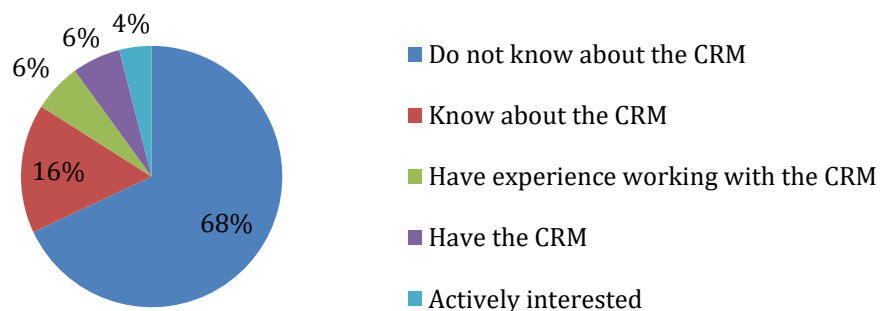 4%
6%
6%
16%
68%
Do not know about the CRM
Know about the CRM
Have experience working with the CRM
Have the CRM
Actively interested